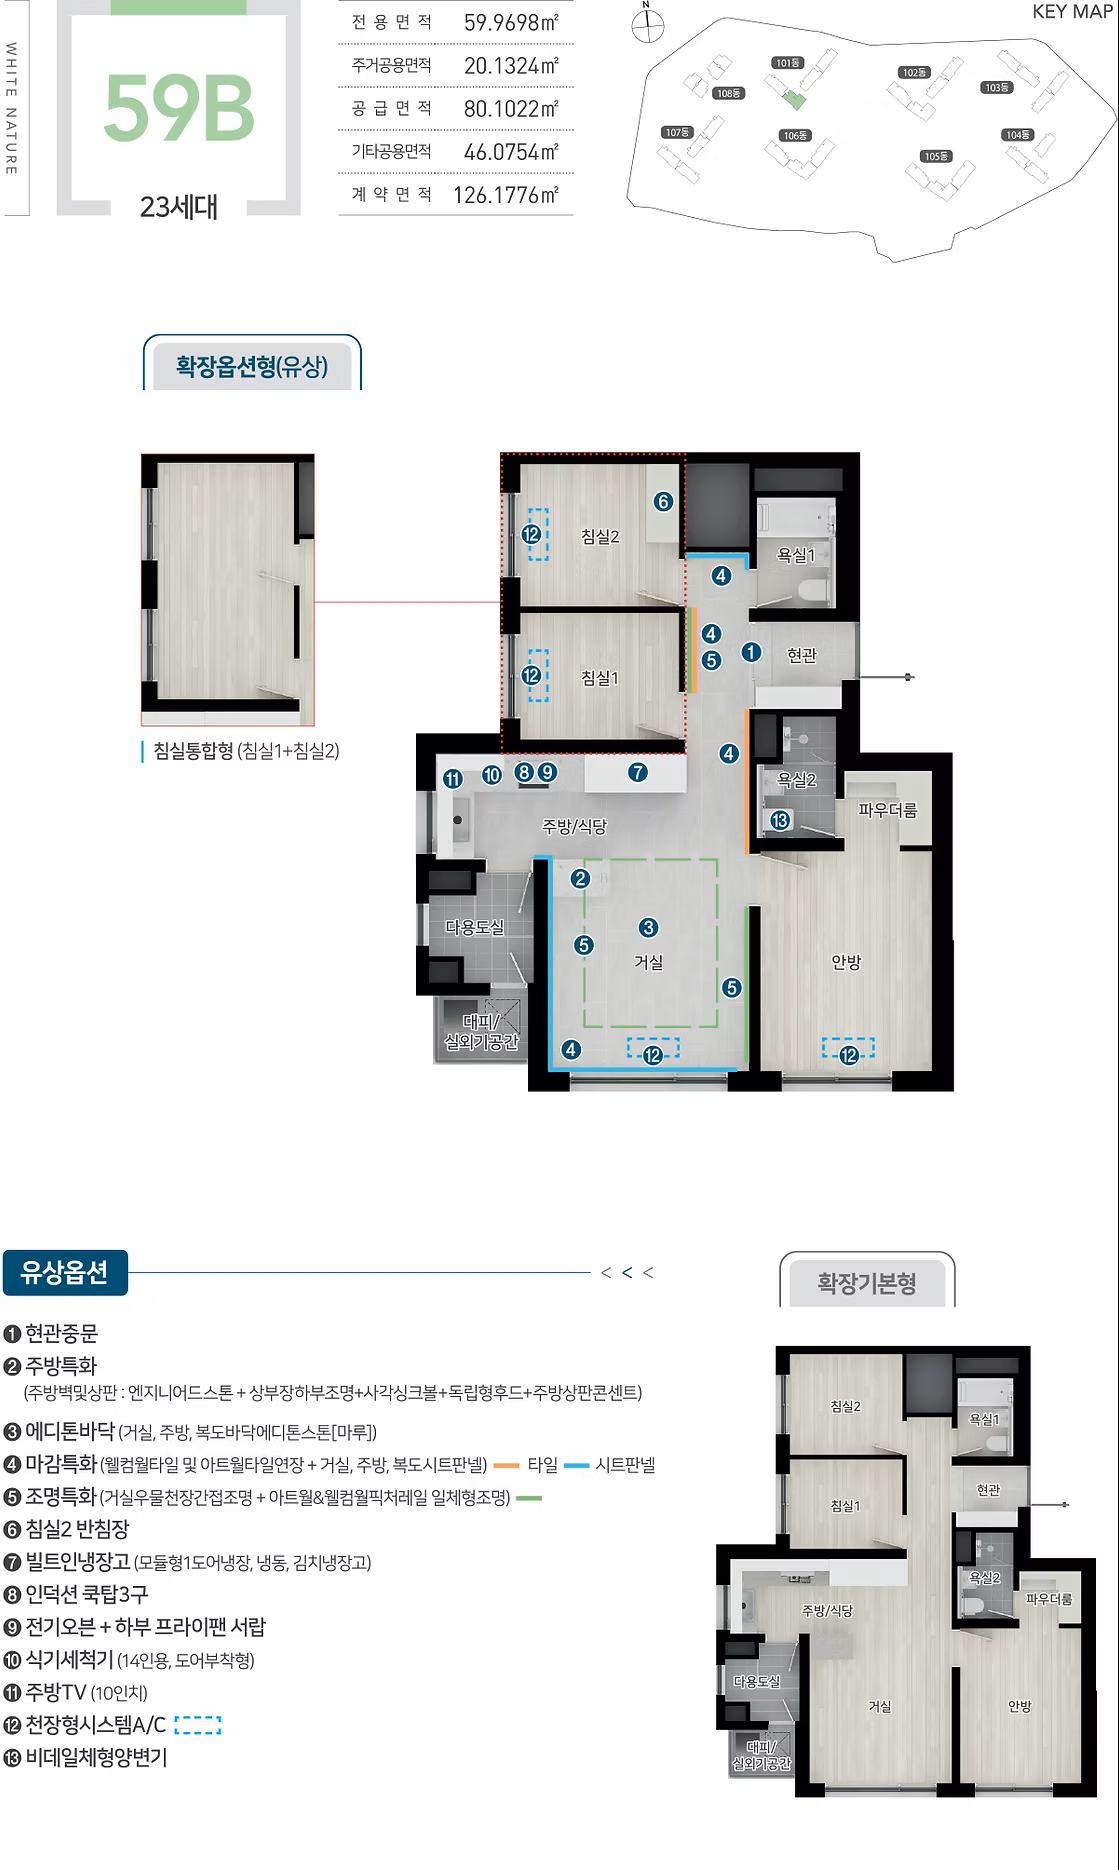 WHITE NATURE
59B
23세대
전용면적 59.9698㎡
주거공용면적 20.1324㎡
공급면적 80.1022㎡
기타공용면적 46.0754㎡
계약면적 126.1776㎡
KEY MAP
N
101동
102동
103동
108동
107동
106동
104동
105동
확장옵션형(유상)
침실통합형 (침실1+침실2)
6
12
침실2
욕실1
4
4
5
1
현관
12
침실1
4
11
10
8
9
7
욕실2
13
파우더룸
주방/식당
2
다용도실
3
5
거실
안방
5
대피/
실외기공간
4
12
12
유상옵션
< < <
1 현관중문
2 주방특화
(주방벽및상판 : 엔지니어드스톤 + 상부장하부조명+사각싱크볼+독립형후드+주방상판콘센트)
3 에디톤바닥 (거실, 주방, 복도바닥에디톤스톤[마루])
4 마감특화 (웰컴월타일 및 아트월타일연장 + 거실, 주방, 복도시트판넬) 타일 시트판넬
5 조명특화 (거실우물천장간접조명 + 아트월&웰컴월픽처레일 일체형조명)
6 침실2 반침장
7 빌트인냉장고 (모듈형1도어냉장, 냉동, 김치냉장고)
8 인덕션 쿡탑3구
9 전기오븐 + 하부 프라이팬 서랍
10 식기세척기 (14인용, 도어부착형)
11 주방TV (10인치)
12 천장형시스템A/C
13 비데일체형양변기
확장기본형
침실2
욕실1
현관
침실1
욕실2
파우더룸
주방/식당
다용도실
거실
안방
대피/
실외기공간